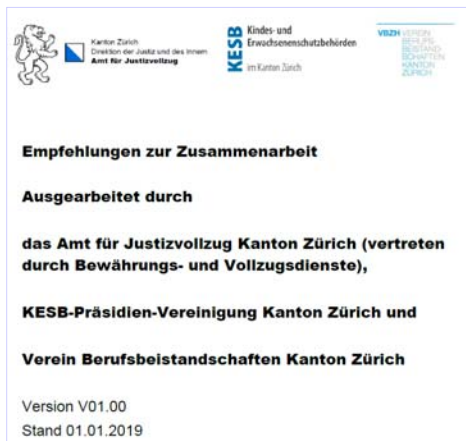 Kanton Zürich
Direktion der Justiz und des Innern
Amt für Justizvollzug
KESB
Kindes- und
Erwachsenenschutzbehörden
im Kanton Zürich
VBZH VEREIN
BERUFS
BEISTAND
SCHAFTEN
KANTON
ZÜRICH
Empfehlungen zur Zusammenarbeit
Ausgearbeitet durch
das Amt für Justizvollzug Kanton Zürich (vertreten
durch Bewährungs- und Vollzugsdienste),
KESB-Präsidien-Vereinigung Kanton Zürich und
Verein Berufsbeistandschaften Kanton Zürich
Version V01.00
Stand 01.01.2019